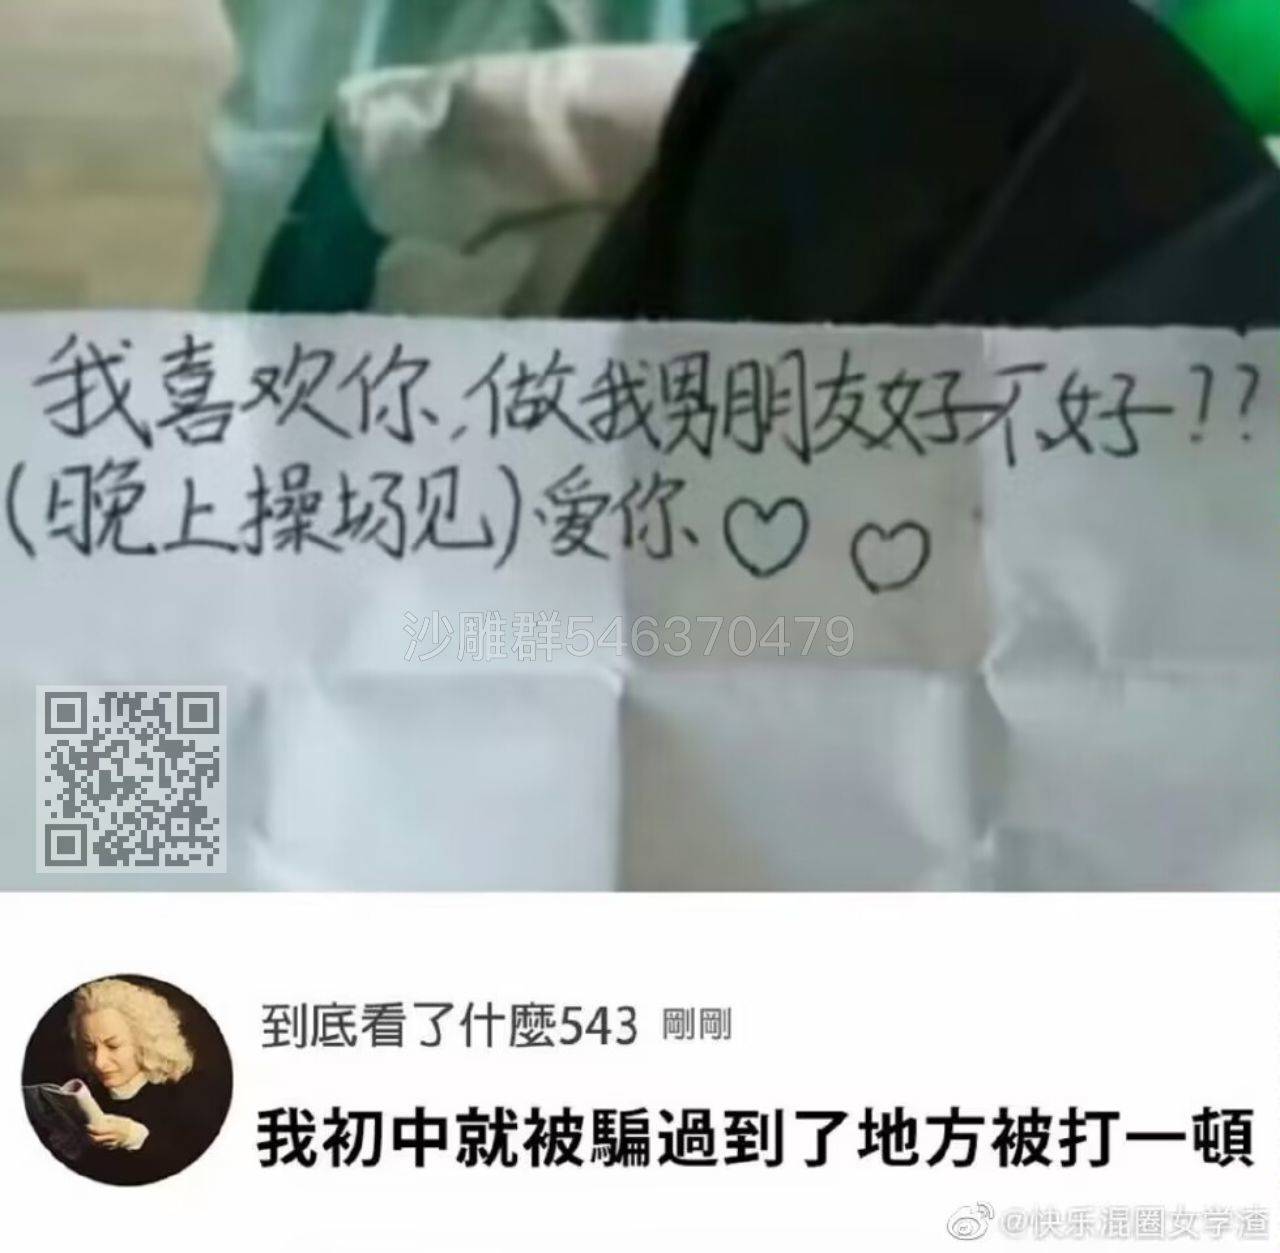 我喜欢你,做我男朋友好不好??
(晚上操场见)爱你
沙雕群546370479
到底看了什麼543 剛剛
我初中就被騙過到了地方被打一頓
@快乐混圈女学渣